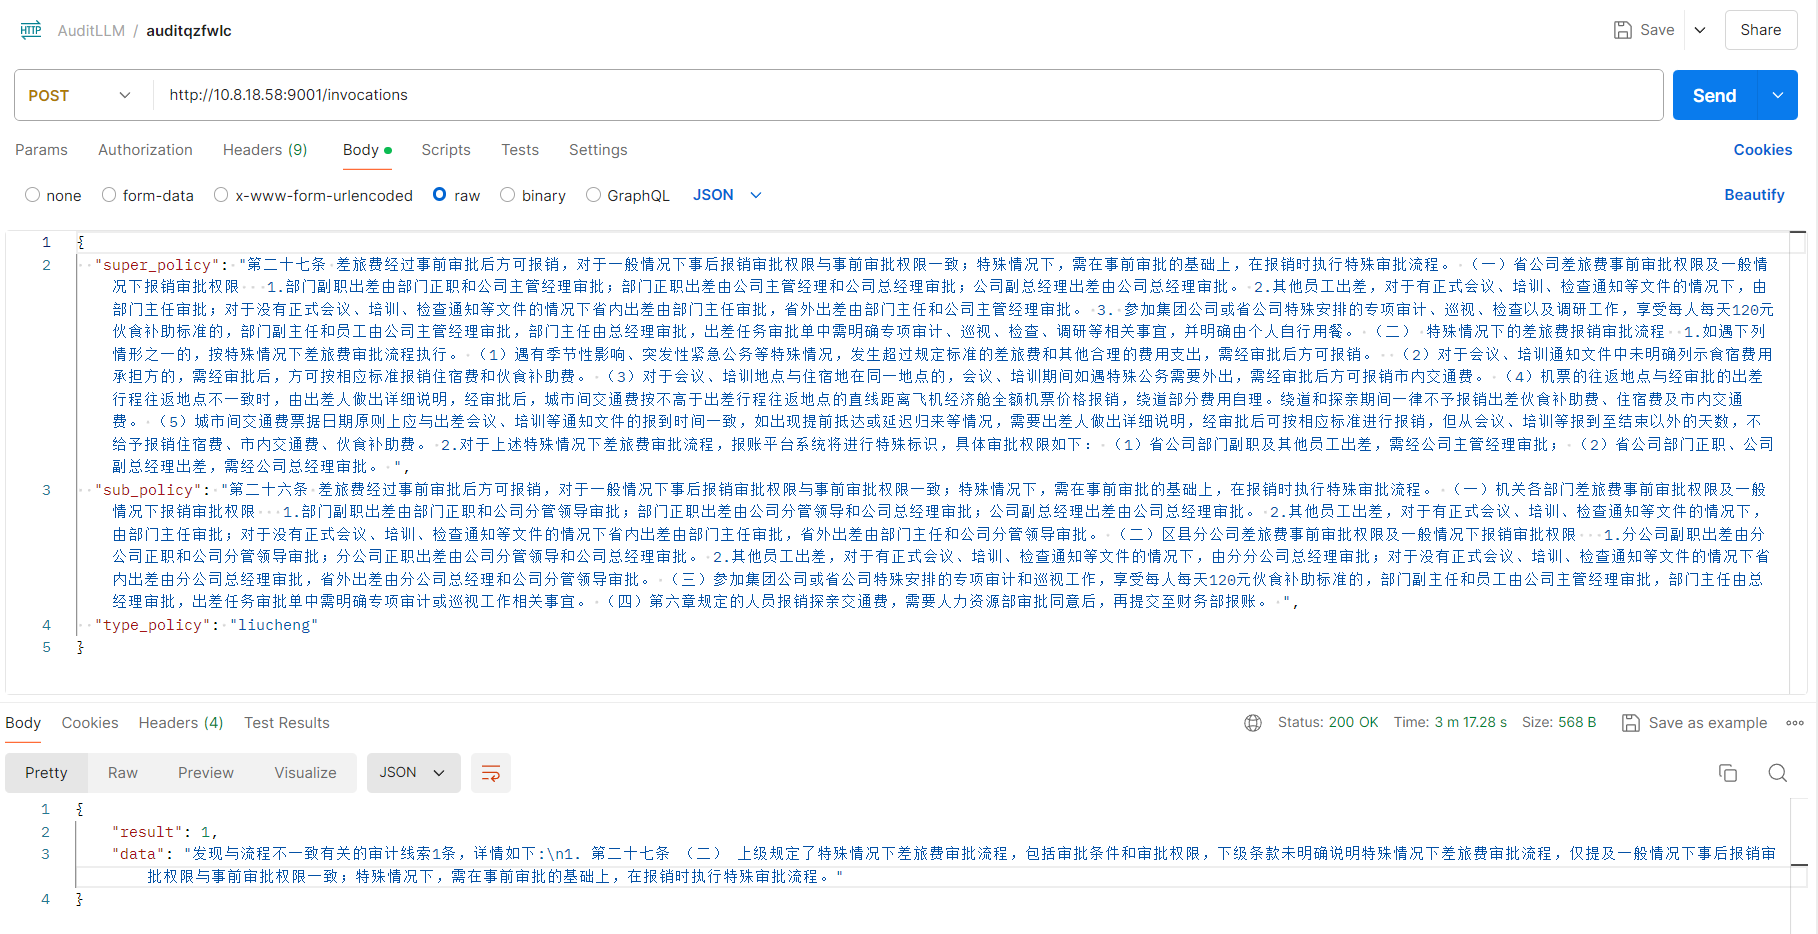 HTTP AuditLLM / auditqzfwlc Save Share
POST http://10.8.18.58:9001/invocations Send
Params Authorization Headers (9) Body Scripts Tests Settings Cookies
none form-data x-www-form-urlencoded raw binary GraphQL JSON Beautify
1 {
2 "super_policy": "第二十七条 差旅费经过事前审批后方可报销，对于一般情况下事后报销审批权限与事前审批权限一致；特殊情况下，需在事前审批的基础上，在报销时执行特殊审批流程。 （一）省公司差旅费事前审批权限及一般情
况下报销审批权限 1.部门副职出差由部门正职和公司主管经理审批；部门正职出差由公司主管经理和公司总经理审批；公司副总经理出差由公司总经理审批。 2.其他员工出差，对于有正式会议、培训、检查通知等文件的情况下，由
部门主任审批；对于没有正式会议、培训、检查通知等文件的情况下省内出差由部门主任审批，省外出差由部门主任和公司主管经理审批。 3. 参加集团公司或省公司特殊安排的专项审计、巡视、检查以及调研工作，享受每人每天120元
伙食补助标准的，部门副主任和员工由公司主管经理审批，部门主任由总经理审批，出差任务审批单中需明确专项审计、巡视、检查、调研等相关事宜，并明确由个人自行用餐。 （二） 特殊情况下的差旅费报销审批流程 1.如遇下列
情形之一的，按特殊情况下差旅费审批流程执行。 （1）遇有季节性影响、突发性紧急公务等特殊情况，发生超过规定标准的差旅费和其他合理的费用支出，需经审批后方可报销。 （2）对于会议、培训通知文件中未明确列示食宿费用
承担方的，需经审批后，方可按相应标准报销住宿费和伙食补助费。 （3）对于会议、培训地点与住宿地在同一地点的，会议、培训期间如遇特殊公务需要外出，需经审批后方可报销市内交通费。 （4）机票的往返地点与经审批的出差
行程往返地点不一致时，由出差人做出详细说明，经审批后，城市间交通费按不高于出差行程往返地点的直线距离飞机经济舱全额机票价格报销，绕道部分费用自理。绕道和探亲期间一律不予报销出差伙食补助费、住宿费及市内交通
费。 （5）城市间交通费票据日期原则上应与出差会议、培训等通知文件的报到时间一致，如出现提前抵达或延迟归来等情况，需要出差人做出详细说明，经审批后可按相应标准进行报销，但从会议、培训等报到至结束以外的天数，不
给予报销住宿费、市内交通费、伙食补助费。 2.对于上述特殊情况下差旅费审批流程，报账平台系统将进行特殊标识，具体审批权限如下： （1）省公司部门副职及其他员工出差，需经公司主管经理审批； （2）省公司部门正职、公司
副总经理出差，需经公司总经理审批。 ",
3 "sub_policy": "第二十六条 差旅费经过事前审批后方可报销，对于一般情况下事后报销审批权限与事前审批权限一致；特殊情况下，需在事前审批的基础上，在报销时执行特殊审批流程。 （一）机关各部门差旅费事前审批权限及一般
情况下报销审批权限 1.部门副职出差由部门正职和公司分管领导审批；部门正职出差由公司分管领导和公司总经理审批；公司副总经理出差由公司总经理审批。 2.其他员工出差，对于有正式会议、培训、检查通知等文件的情况下，
由部门主任审批；对于没有正式会议、培训、检查通知等文件的情况下省内出差由部门主任审批，省外出差由部门主任和公司分管领导审批。 （二）区县分公司差旅费事前审批权限及一般情况下报销审批权限 1.分公司副职出差由分
公司正职和公司分管领导审批；分公司正职出差由公司分管领导和公司总经理审批。 2.其他员工出差，对于有正式会议、培训、检查通知等文件的情况下，由分分公司总经理审批；对于没有正式会议、培训、检查通知等文件的情况下省
内出差由分公司总经理审批，省外出差由分公司总经理和公司分管领导审批。 （三）参加集团公司或省公司特殊安排的专项审计和巡视工作，享受每人每天120元伙食补助标准的，部门副主任和员工由公司主管经理审批，部门主任由总
经理审批，出差任务审批单中需明确专项审计或巡视工作相关事宜。 （四）第六章规定的人员报销探亲交通费，需要人力资源部审批同意后，再提交至财务部报账。 ",
4 "type_policy": "liucheng"
5 }
Body Cookies Headers (4) Test Results Status: 200 OK Time: 3 m 17.28 s Size: 568 B Save as example
Pretty Raw Preview Visualize JSON
1 {
2 "result": 1,
3 "data": "发现与流程不一致有关的审计线索1条，详情如下:\n1. 第二十七条 （二） 上级规定了特殊情况下差旅费审批流程，包括审批条件和审批权限，下级条款未明确说明特殊情况下差旅费审批流程，仅提及一般情况下事后报销审
批权限与事前审批权限一致；特殊情况下，需在事前审批的基础上，在报销时执行特殊审批流程。"
4 }